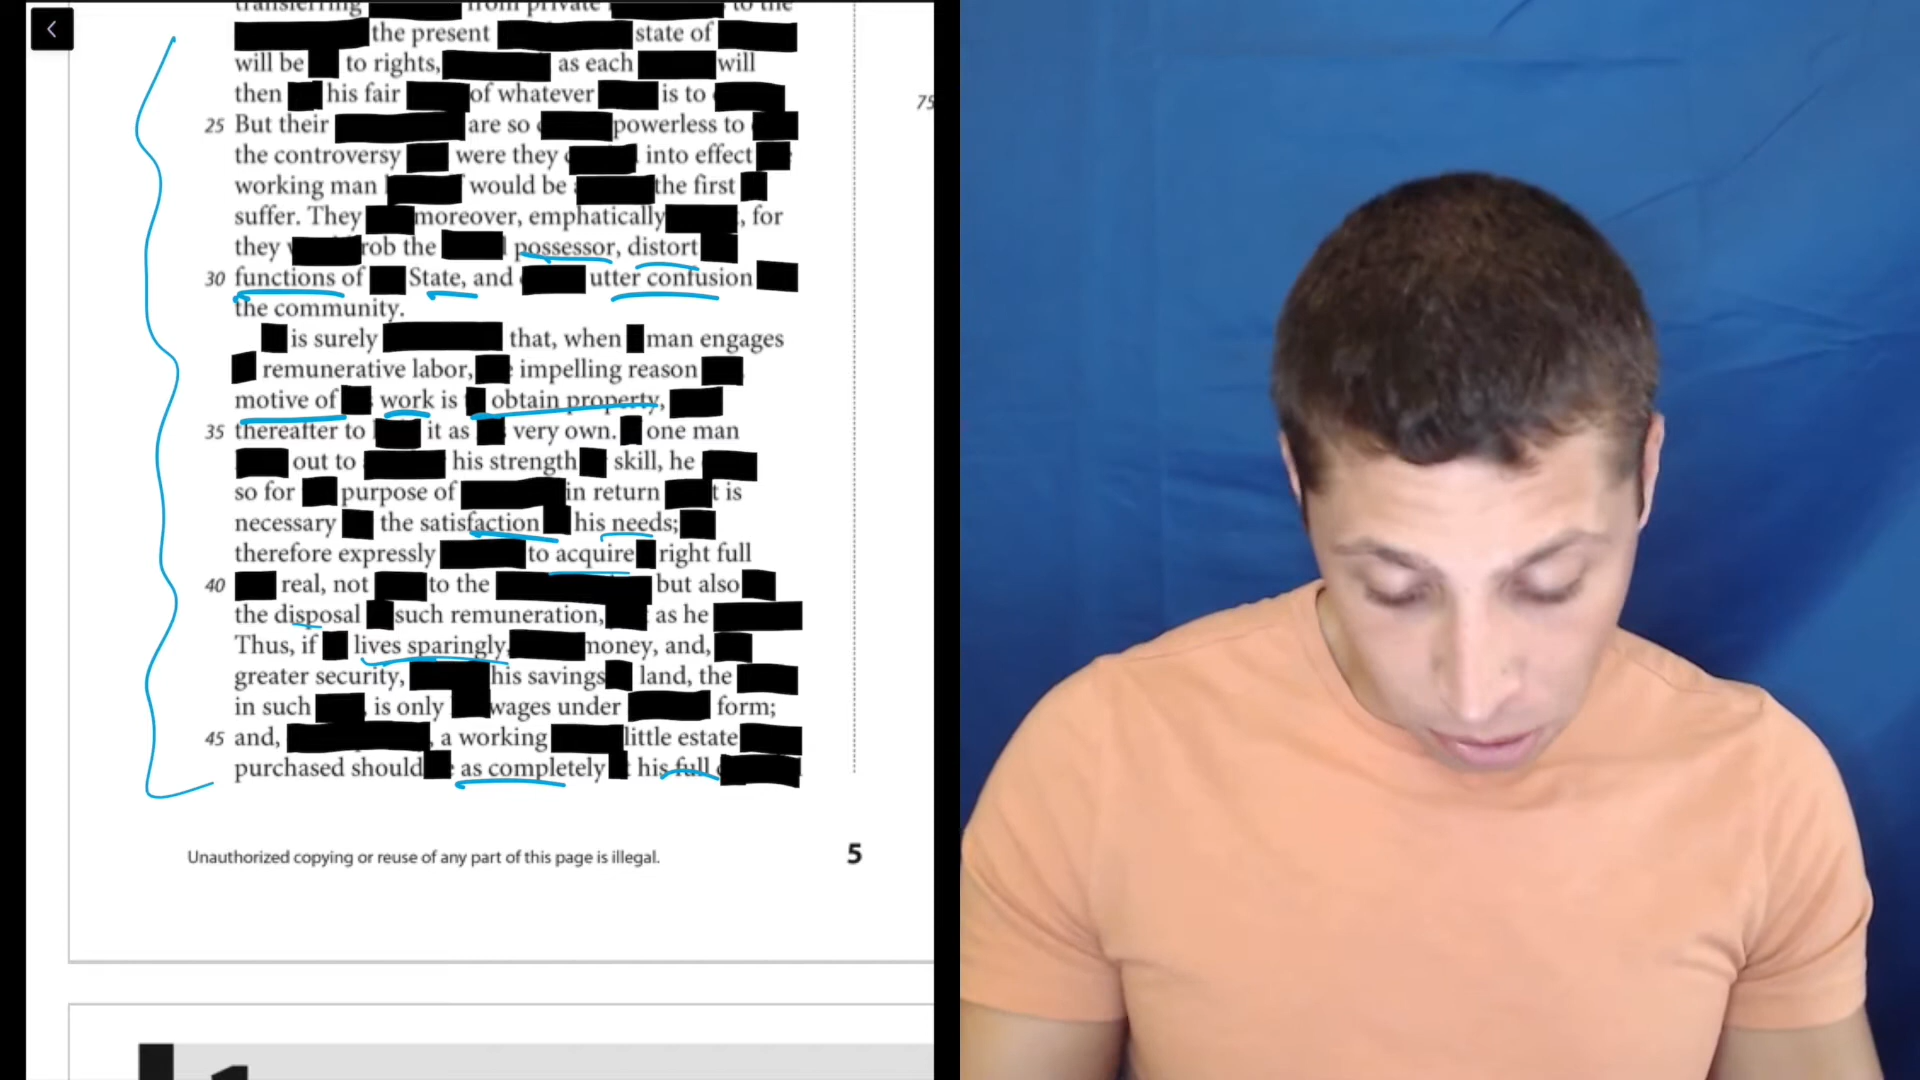 transferring from private to the
the present state of
will be to rights, as each will
then his fair of whatever is to
25 But their are so powerless to
the controversy were they into effect
working man would be the first
suffer. They moreover, emphatically , for
they rob the possessor, distort
30 functions of State, and utter confusion
the community.
is surely that, when man engages
remunerative labor, impelling reason
motive of work is obtain property,
35 thereafter to it as very own. one man
out to his strength skill, he
so for purpose of in return is
necessary the satisfaction his needs;
therefore expressly to acquire right full
40 real, not to the but also
the disposal such remuneration, as he
Thus, if lives sparingly, money, and,
greater security, his savings land, the
in such , is only wages under form;
45 and, , a working little estate
purchased should as completely his full
75
Unauthorized copying or reuse of any part of this page is illegal. 5